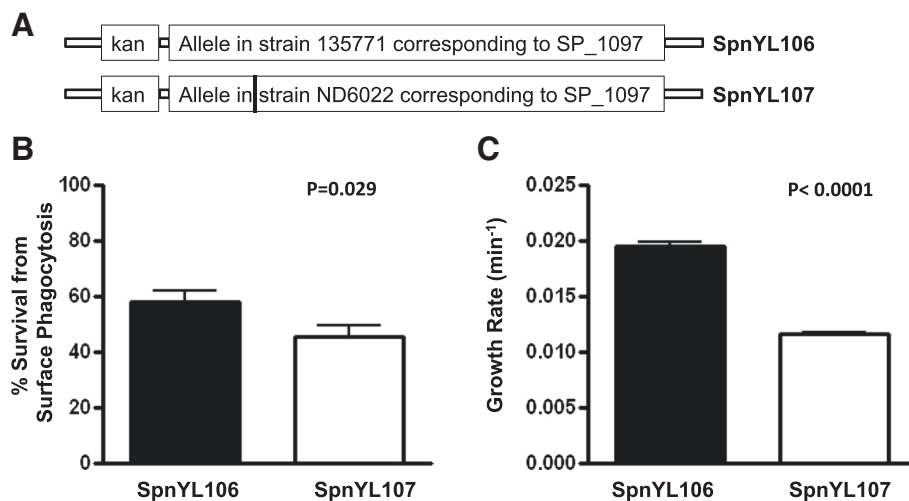 A
kan Allele in strain 135771 corresponding to SP_1097 SpnYL106
kan Allele in strain ND6022 corresponding to SP_1097 SpnYL107
B
% Survival from
Surface Phagocytosis
100
80
60
40
20
0
P=0.029
SpnYL106 SpnYL107
C
Growth Rate (min⁻¹)
0.025
0.020
0.015
0.010
0.005
0.000
P< 0.0001
SpnYL106 SpnYL107